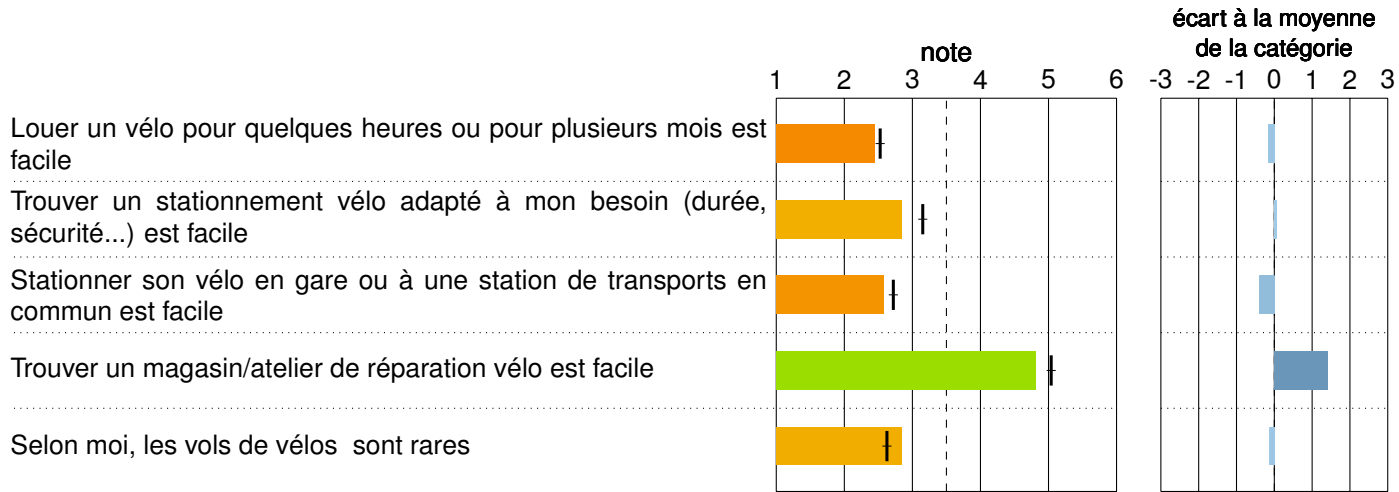 écart à la moyenne
de la catégorie
note
1 2 3 4 5 6
-3 -2 -1 0 1 2 3
Louer un vélo pour quelques heures ou pour plusieurs mois est
facile
Trouver un stationnement vélo adapté à mon besoin (durée,
sécurité...) est facile
Stationner son vélo en gare ou à une station de transports en
commun est facile
Trouver un magasin/atelier de réparation vélo est facile
Selon moi, les vols de vélos sont rares